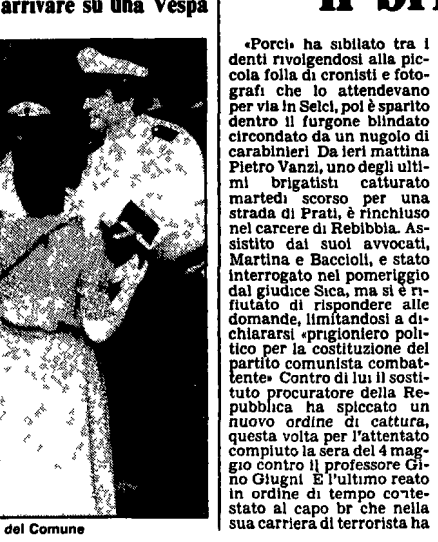 arrivare su una Vespa
«Porci» ha sibilato tra i
denti rivolgendosi alla pic-
cola folla di cronisti e foto-
grafi che lo attendevano
per via in Selci, poi è sparito
dentro il furgone blindato
circondato da un nugolo di
carabinieri Da ieri mattina
Pietro Vanzi, uno degli ulti-
mi brigatisti catturato
martedì scorso per una
strada di Prati, è rinchiuso
nel carcere di Rebibbia. As-
sistito dai suoi avvocati,
Martina e Baccioli, e stato
interrogato nel pomeriggio
dal giudice Sica, ma si è ri-
fiutato di rispondere alle
domande, limitandosi a di-
chiararsi «prigioniero poli-
tico per la costituzione del
partito comunista combat-
tente» Contro di lui il sosti-
tuto procuratore della Re-
pubblica ha spiccato un
nuovo ordine di cattura,
questa volta per l'attentato
compiuto la sera del 4 mag-
gio contro il professore Gi-
no Giugni E l'ultimo reato
in ordine di tempo conte-
stato al capo br che nella
sua carriera di terrorista ha
del Comune